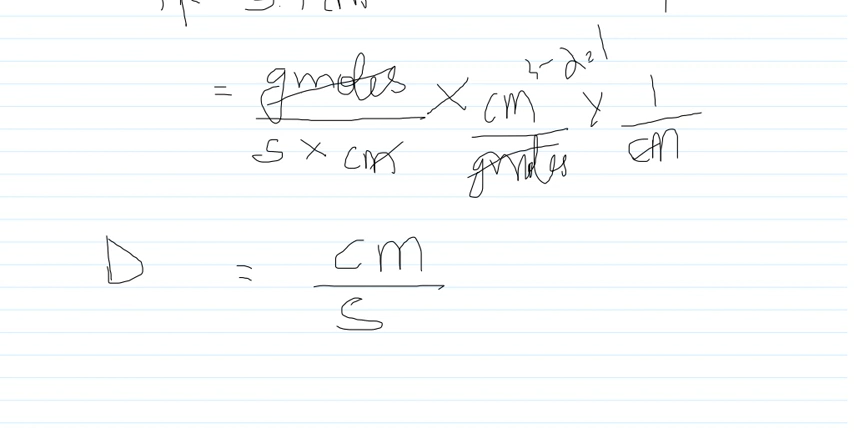 = gmoles / s × cm × cm^3-2=1 / gmoles × 1 / cm
D = cm / s